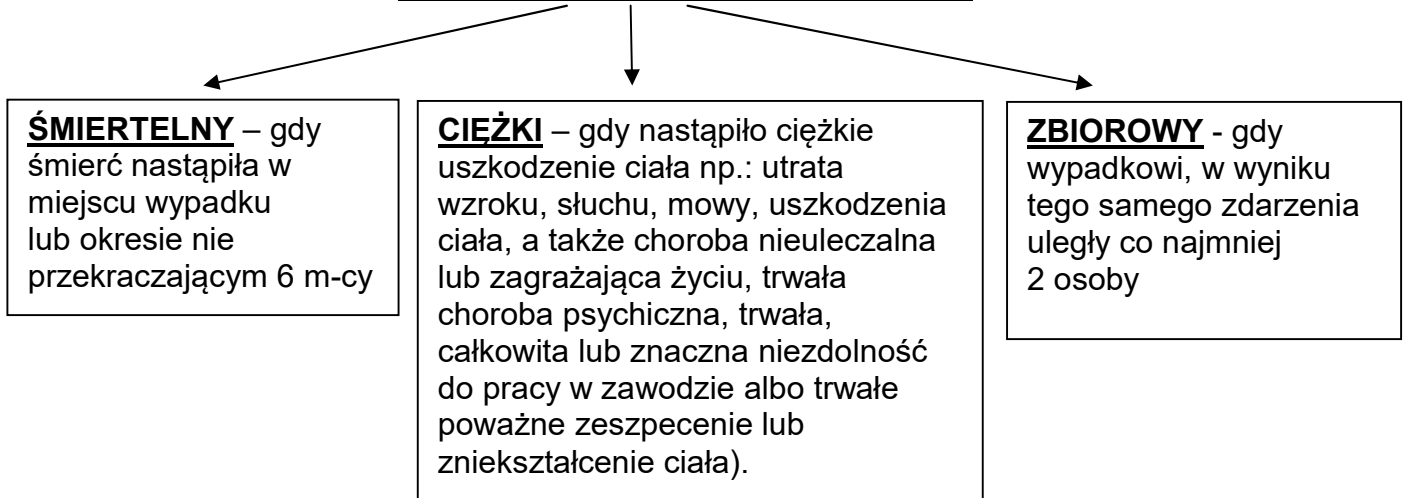 ŚMIERTELNY – gdy
śmierć nastąpiła w
miejscu wypadku
lub okresie nie
przekraczającym 6 m-cy
CIĘŻKI – gdy nastąpiło ciężkie
uszkodzenie ciała np.: utrata
wzroku, słuchu, mowy, uszkodzenia
ciała, a także choroba nieuleczalna
lub zagrażająca życiu, trwała
choroba psychiczna, trwała,
całkowita lub znaczna niezdolność
do pracy w zawodzie albo trwałe
poważne zeszpecenie lub
zniekształcenie ciała).
ZBIOROWY - gdy
wypadkowi, w wyniku
tego samego zdarzenia
uległy co najmniej
2 osoby